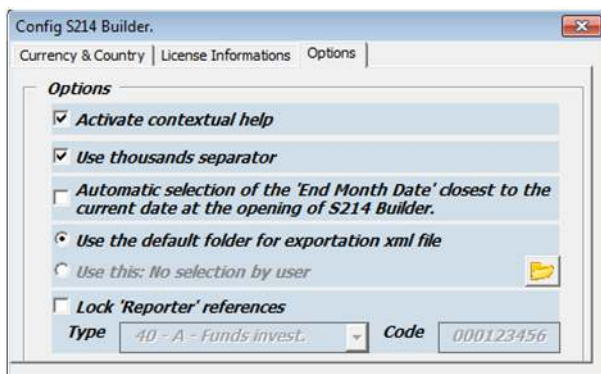 Config S214 Builder.
Currency & Country License Informations Options
Options
Activate contextual help
Use thousands separator
Automatic selection of the 'End Month Date' closest to the
current date at the opening of S214 Builder.
Use the default folder for exportation xml file
Use this: No selection by user
Lock 'Reporter' references
Type 40 - A - Funds invest. Code 000123456